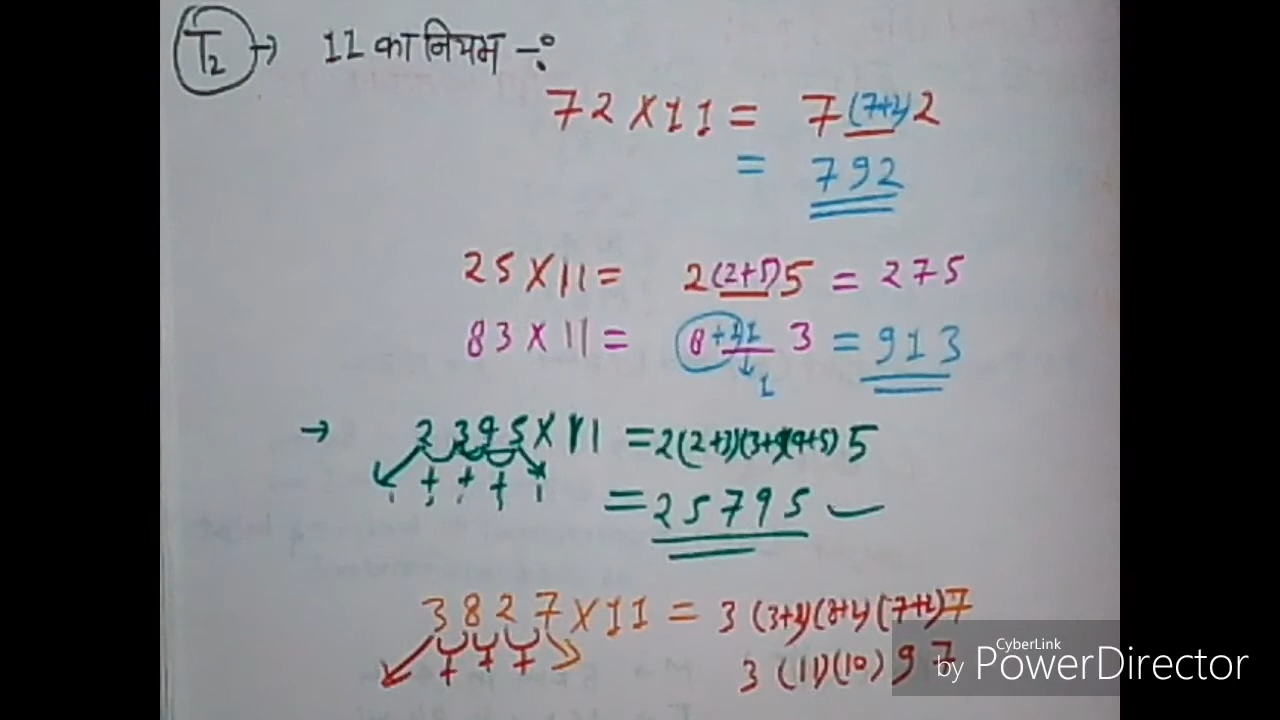 T2 → 11 का नियम -:
72 X 11 = 7 (7+2) 2
= 792
25 X 11 = 2 (2+5) 5 = 275
83 X 11 = 8 + 11 3 = 913
1
→ 2345 X 11 = 2 (2+3)(3+4)(4+5) 5
+ + +
= 25795
3827 X 11 = 3 (3+8)(8+2)(7+2) 7
+ + +
3 (11)(10) 9 7
CyberLink
by PowerDirector